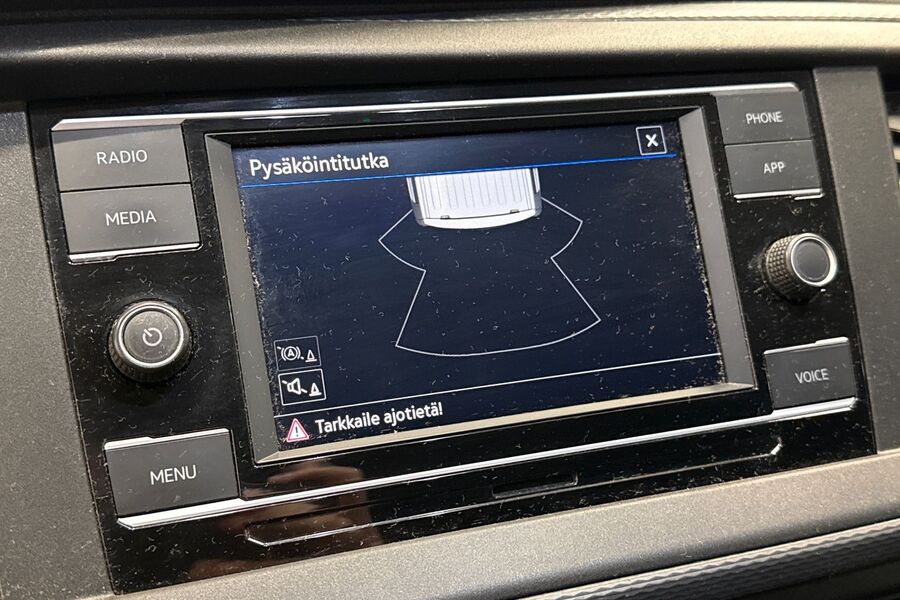 RADIO
MEDIA
MENU
Pysäköintitutka
X
A
Tarkkaile ajotietä!
PHONE
APP
VOICE